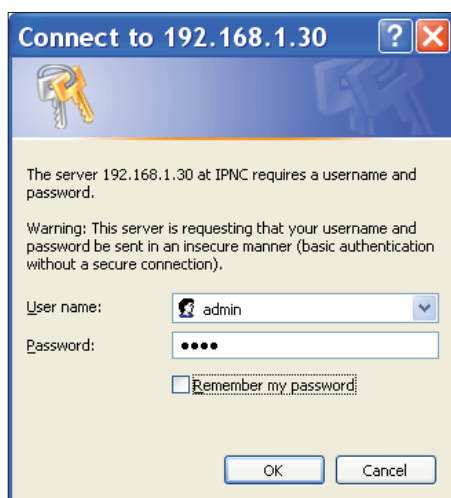 Connect to 192.168.1.30
The server 192.168.1.30 at IPNC requires a username and
password.
Warning: This server is requesting that your username and
password be sent in an insecure manner (basic authentication
without a secure connection).
User name:
admin
Password:
••••
Remember my password
OK
Cancel